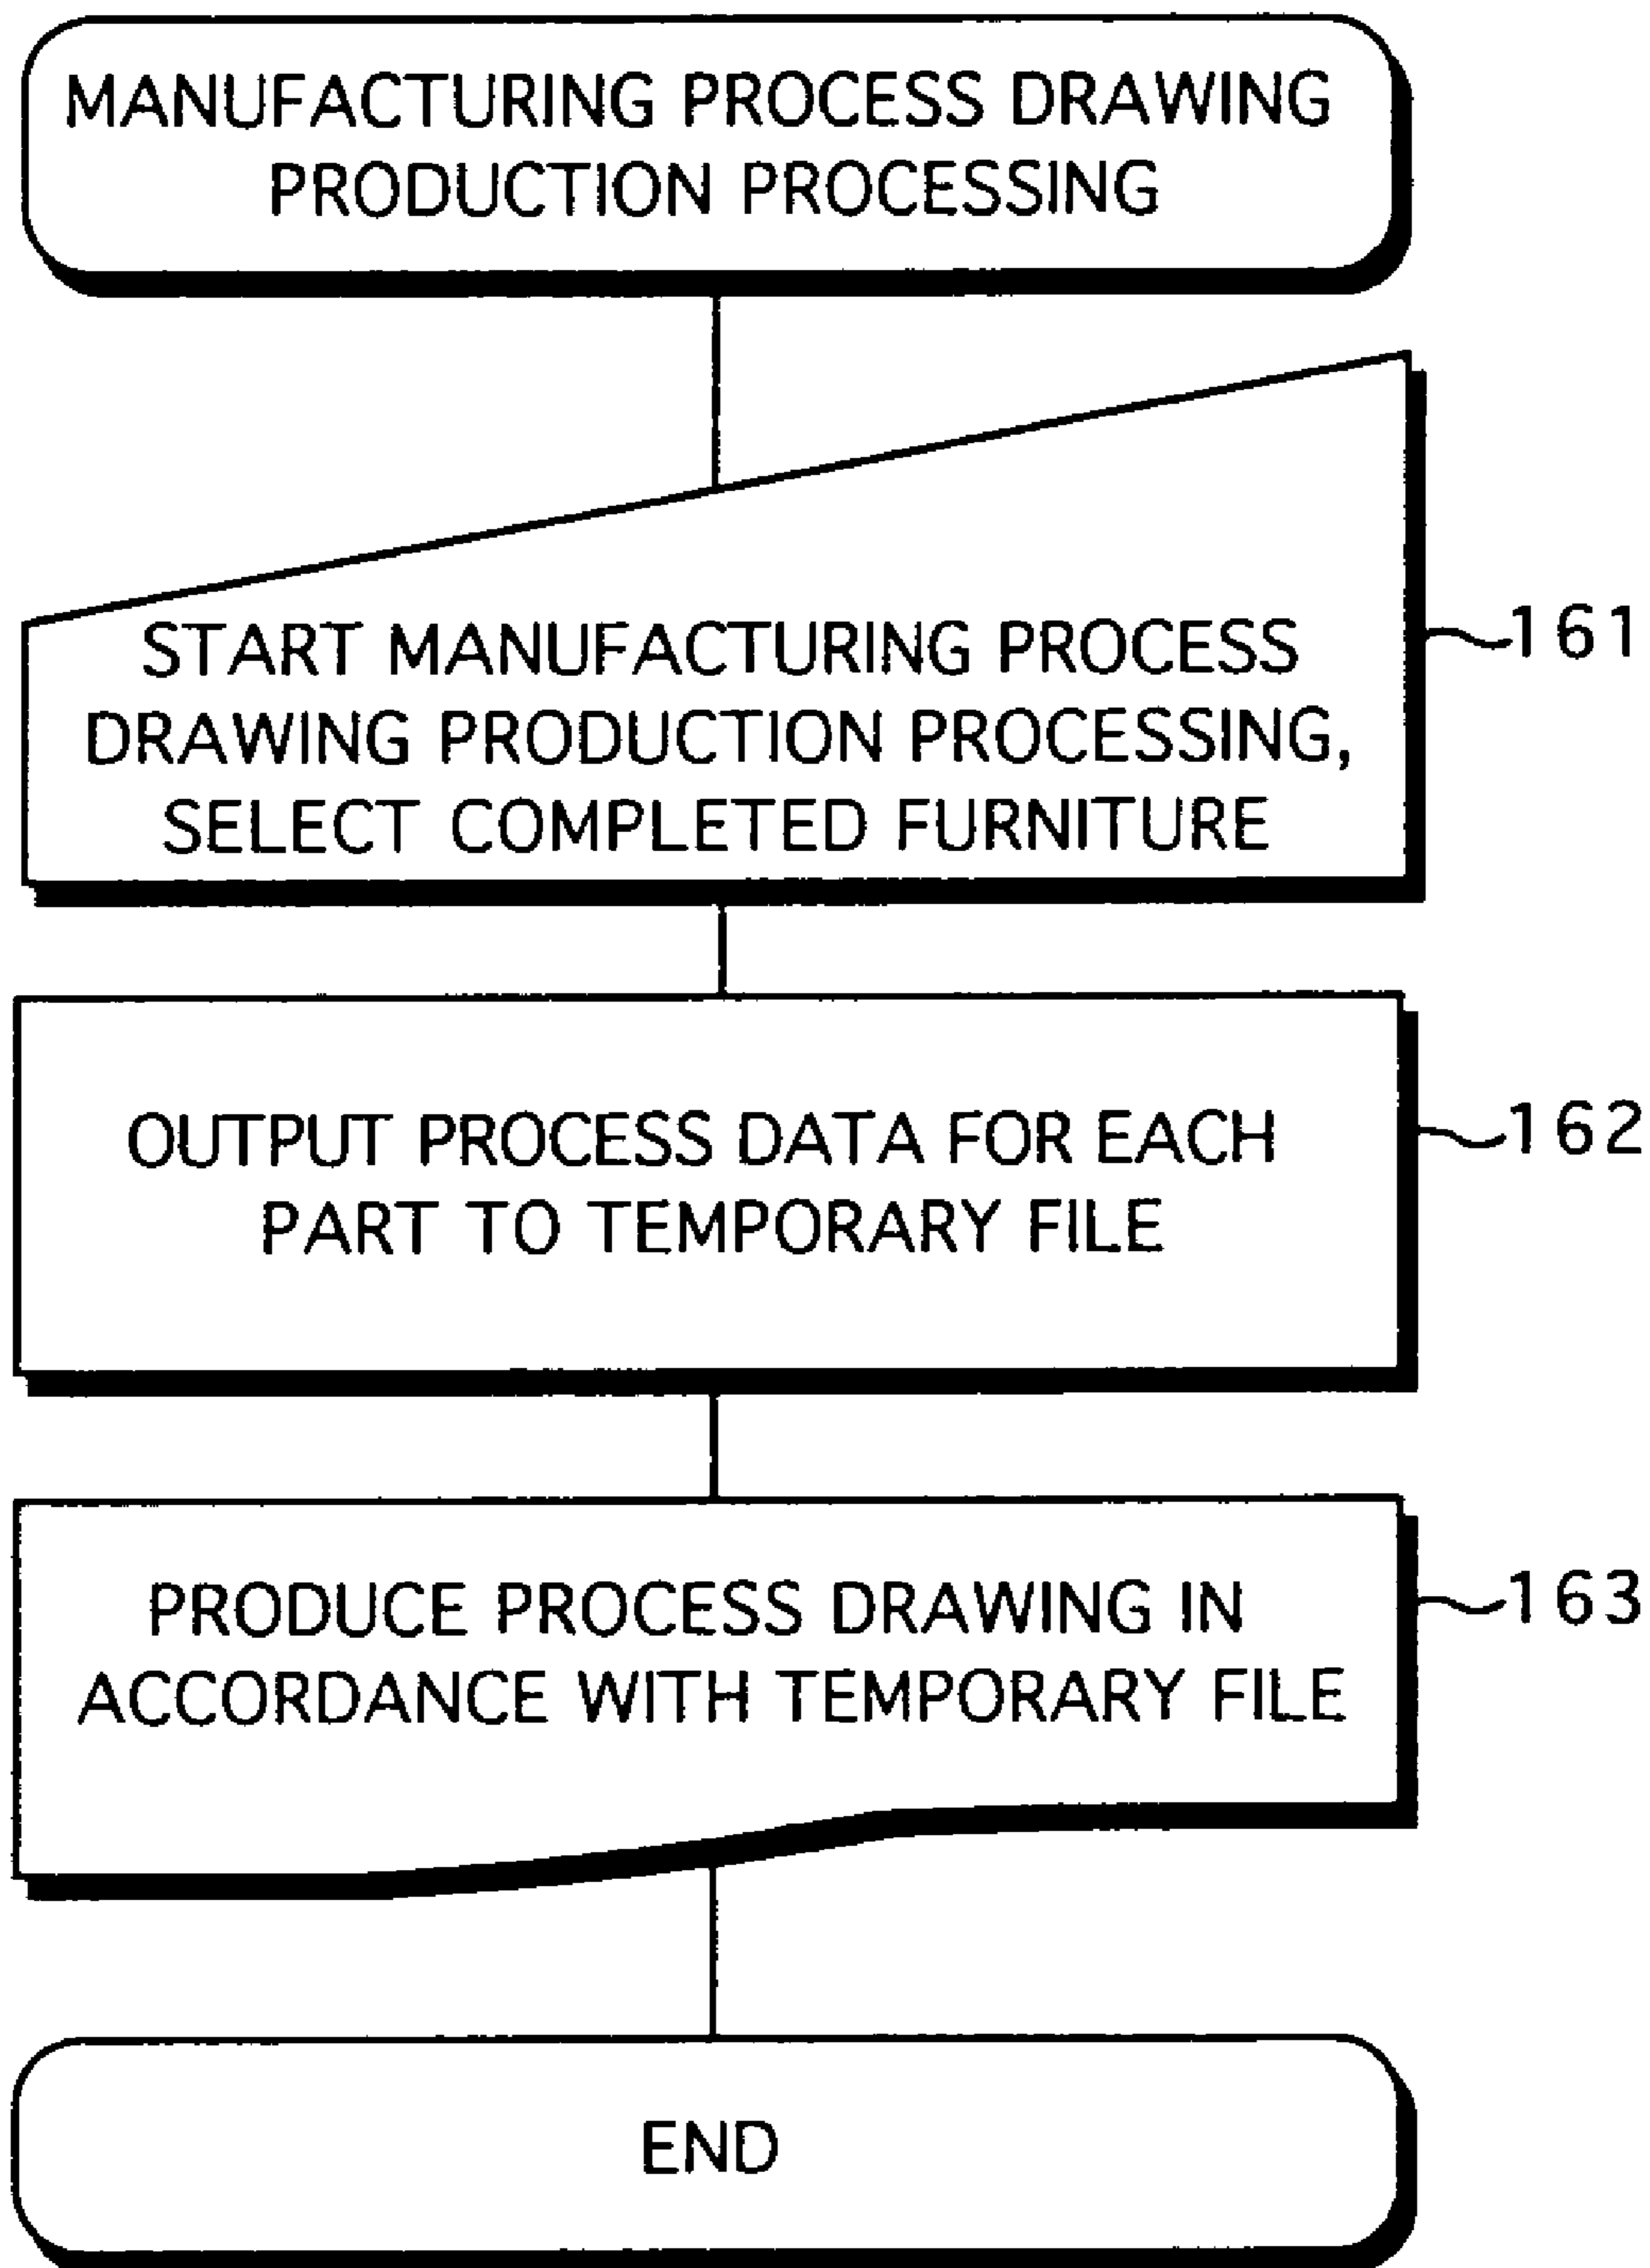 MANUFACTURING PROCESS DRAWING
PRODUCTION PROCESSING
START MANUFACTURING PROCESS
DRAWING PRODUCTION PROCESSING,
SELECT COMPLETED FURNITURE
161
OUTPUT PROCESS DATA FOR EACH
PART TO TEMPORARY FILE
162
PRODUCE PROCESS DRAWING IN
ACCORDANCE WITH TEMPORARY FILE
163
END